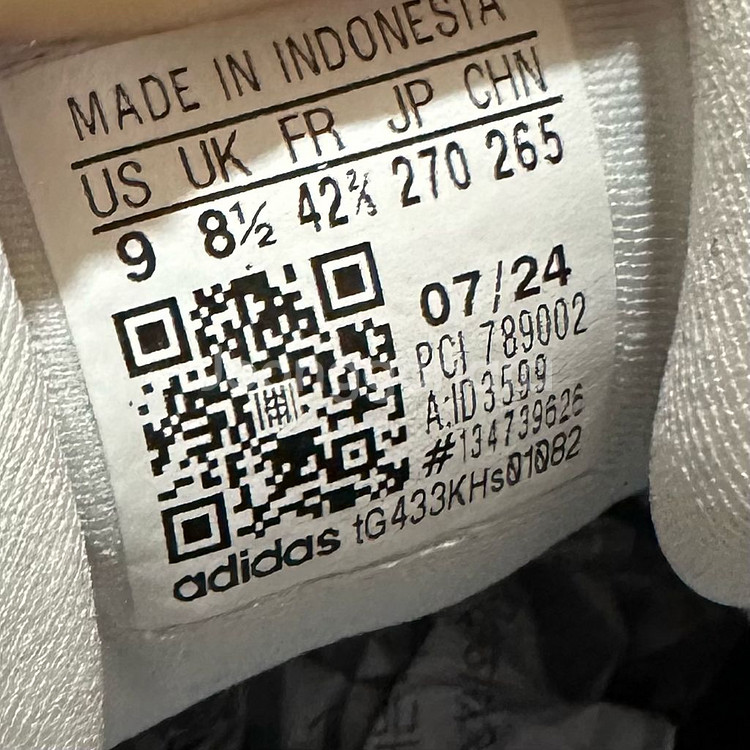 MADE IN INDONESIA
US UK FR JP CHN
9 8½ 42⅔ 270 265
07/24
PCI 789002
A:ID3599
#134739626
adidas tG433KHs01082